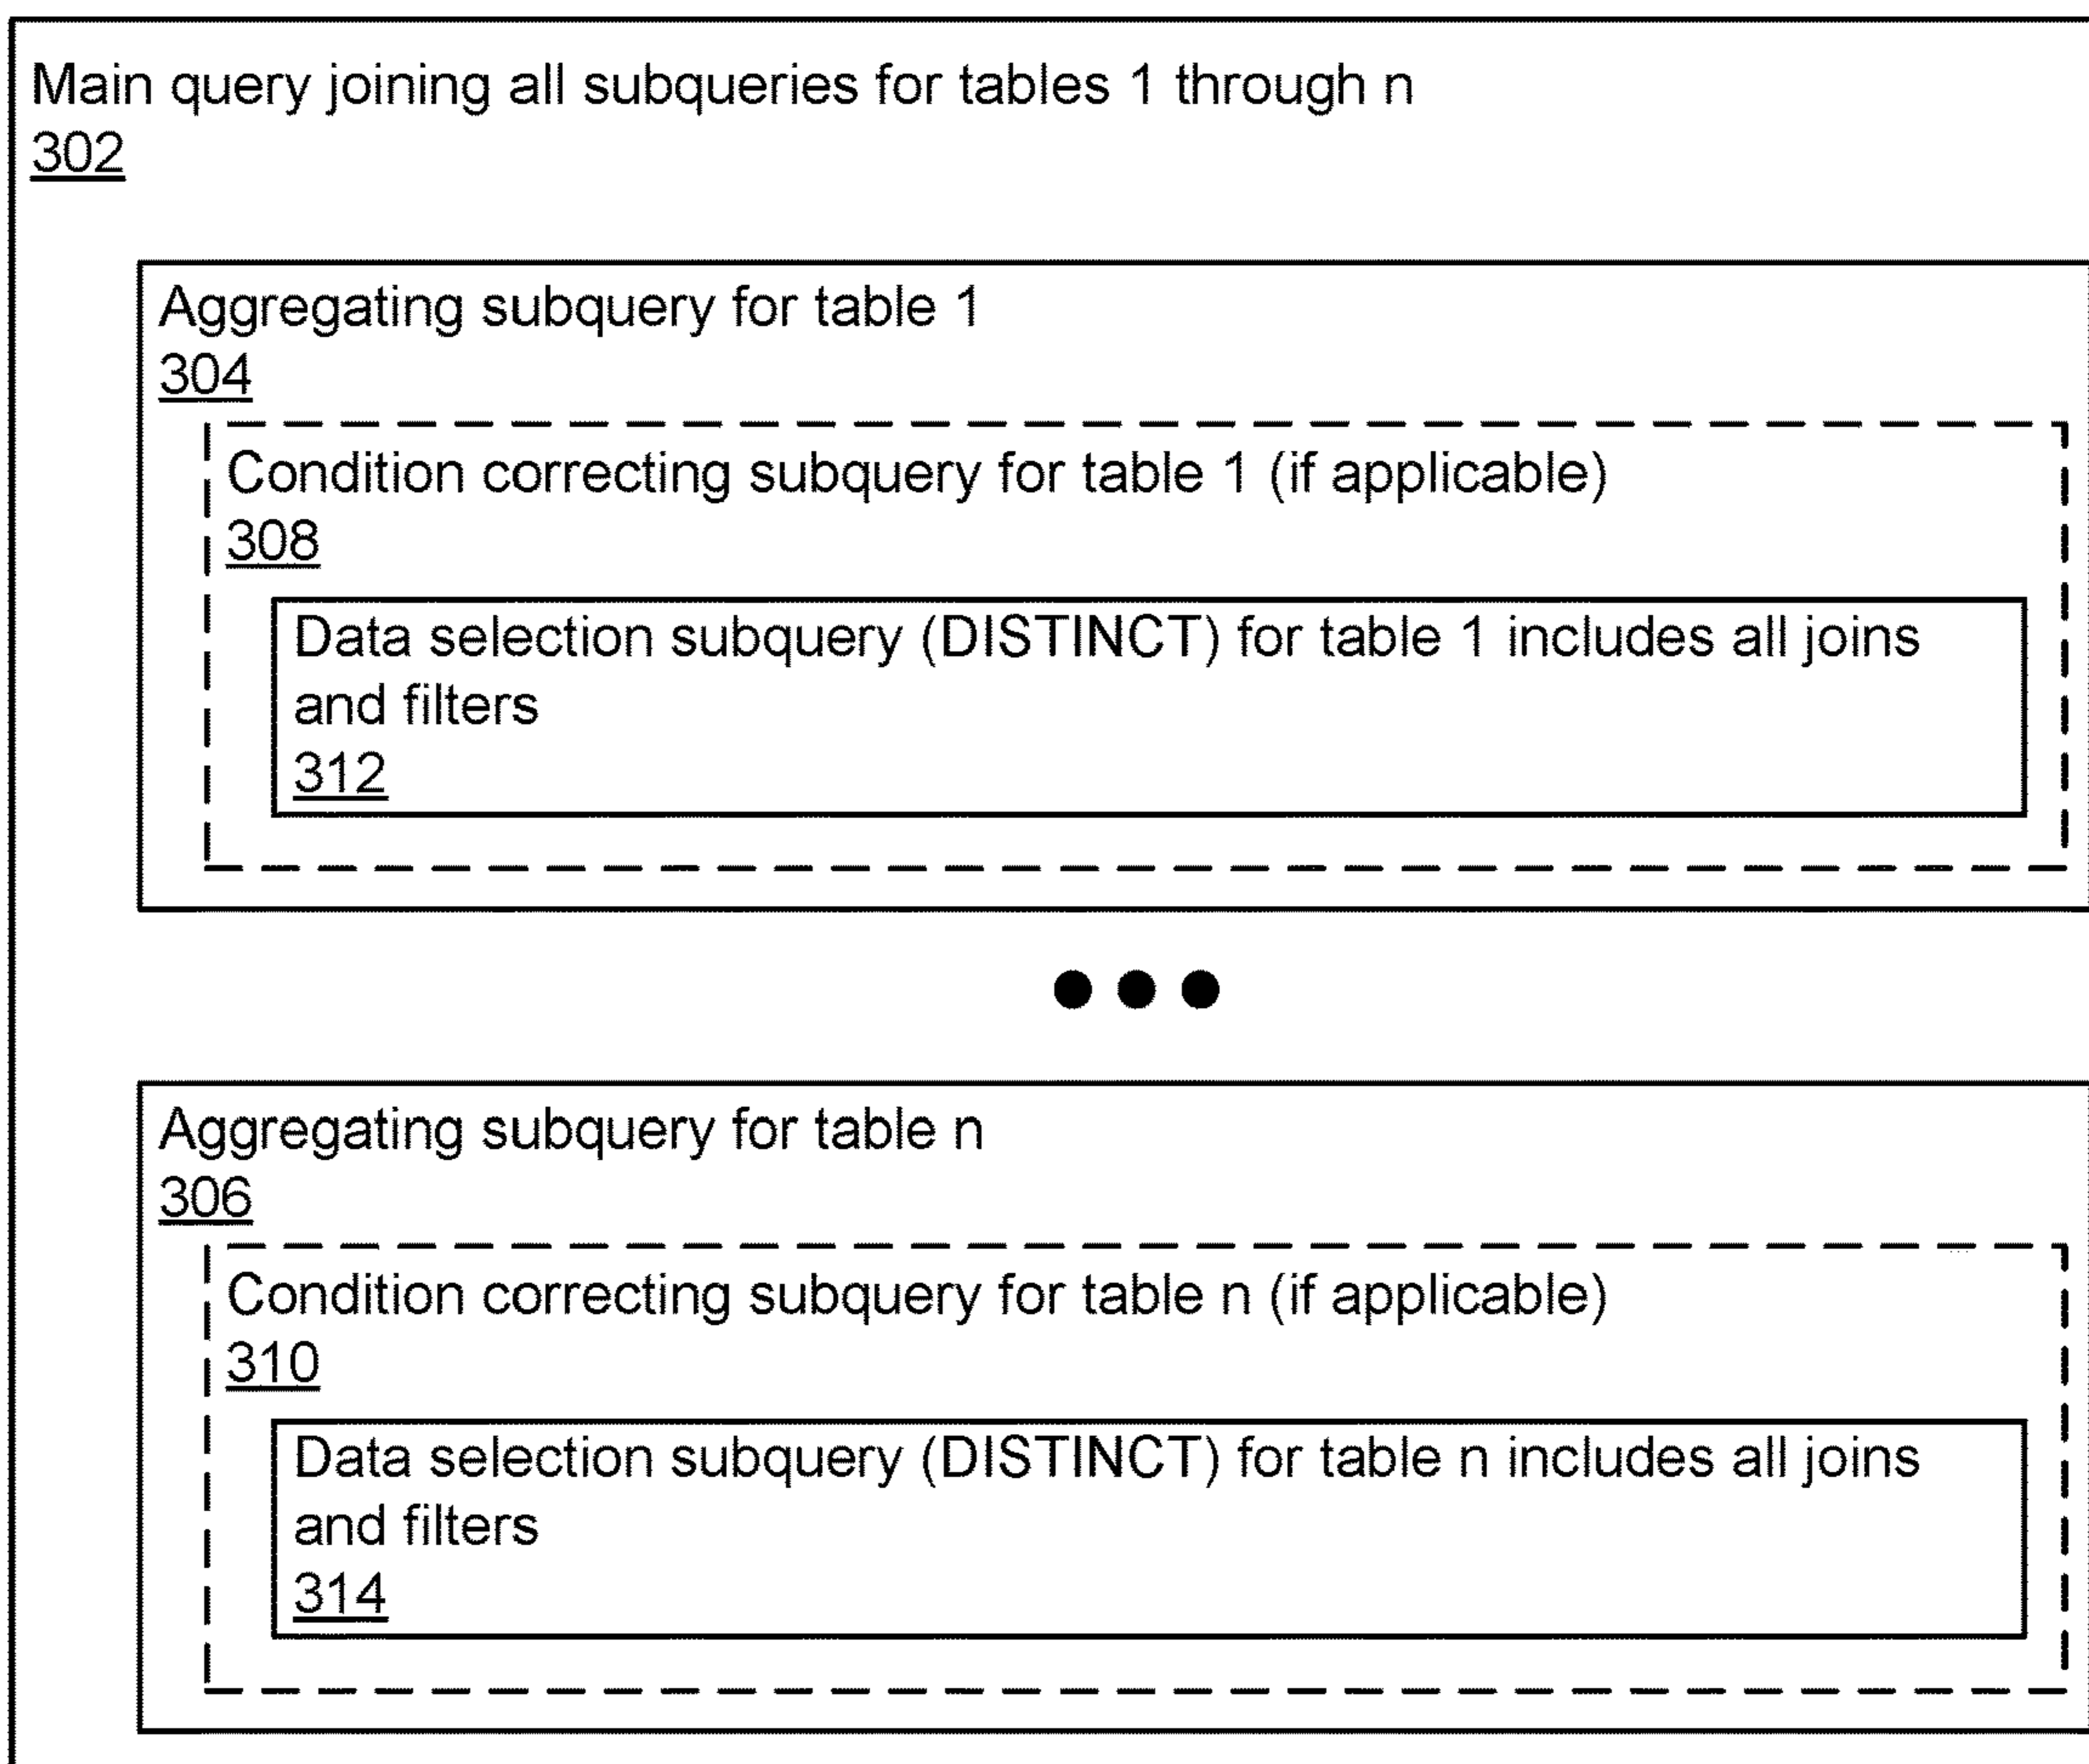 Main query joining all subqueries for tables 1 through n
302
Aggregating subquery for table 1
304
Condition correcting subquery for table 1 (if applicable)
308
Data selection subquery (DISTINCT) for table 1 includes all joins
and filters
312
Aggregating subquery for table n
306
Condition correcting subquery for table n (if applicable)
310
Data selection subquery (DISTINCT) for table n includes all joins
and filters
314